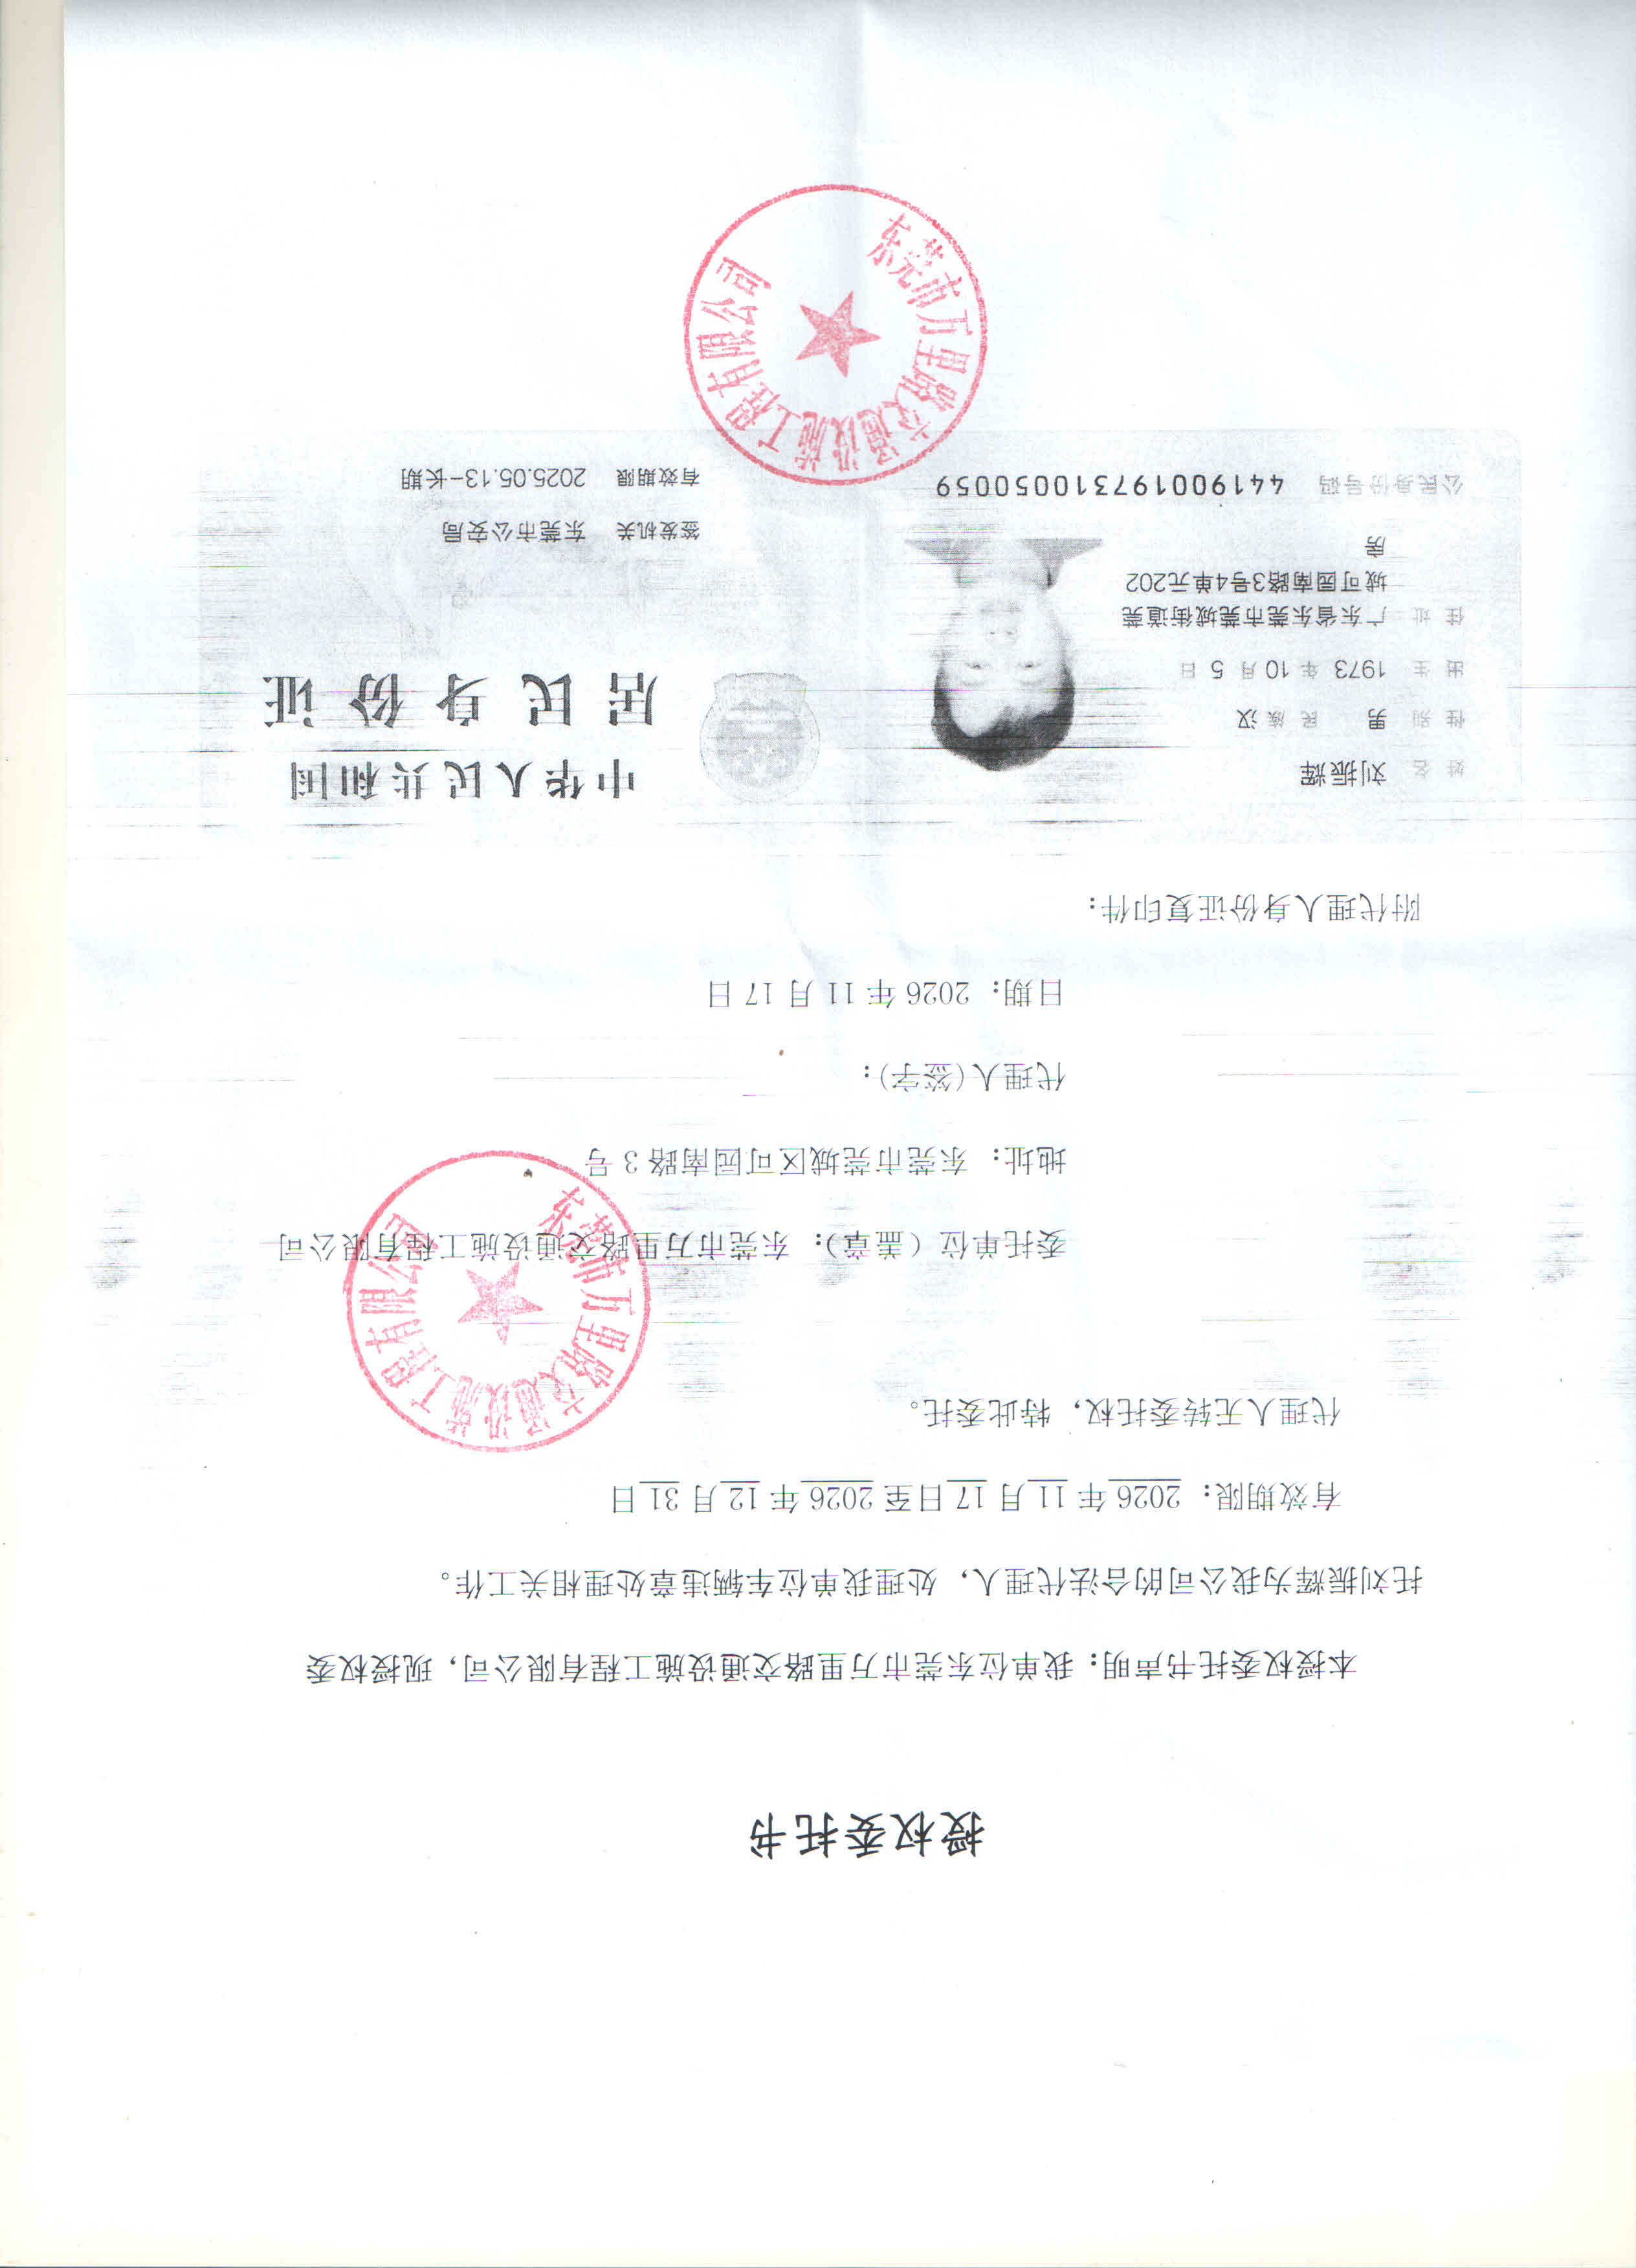 授权委托书
本授权委托书声明：我单位东莞市万里路交通设施工程有限公司，现授权委
托刘振辉为我公司的合法代理人，处理我单位车辆违章处理相关工作。
有效期限：2026年11月17日至2026年12月31日
代理人无转委托权，特此委托。
东莞市万里路交通设施工程有限公司
委托单位（盖章）：东莞市万里路交通设施工程有限公司
地址：东莞市莞城区可园南路3号
代理人(签字)：
日期：2026年11月17日
附代理人身份证复印件：
姓名 刘振辉
性别 男 民族 汉
出生 1973年10月5日
住址 广东省东莞市莞城街道莞
城可园南路3号4单元202
房
公民身份号码 441900197310050059
中华人民共和国
居民身份证
签发机关 东莞市公安局
有效期限 2025.05.13-长期
东莞市万里路交通设施工程有限公司